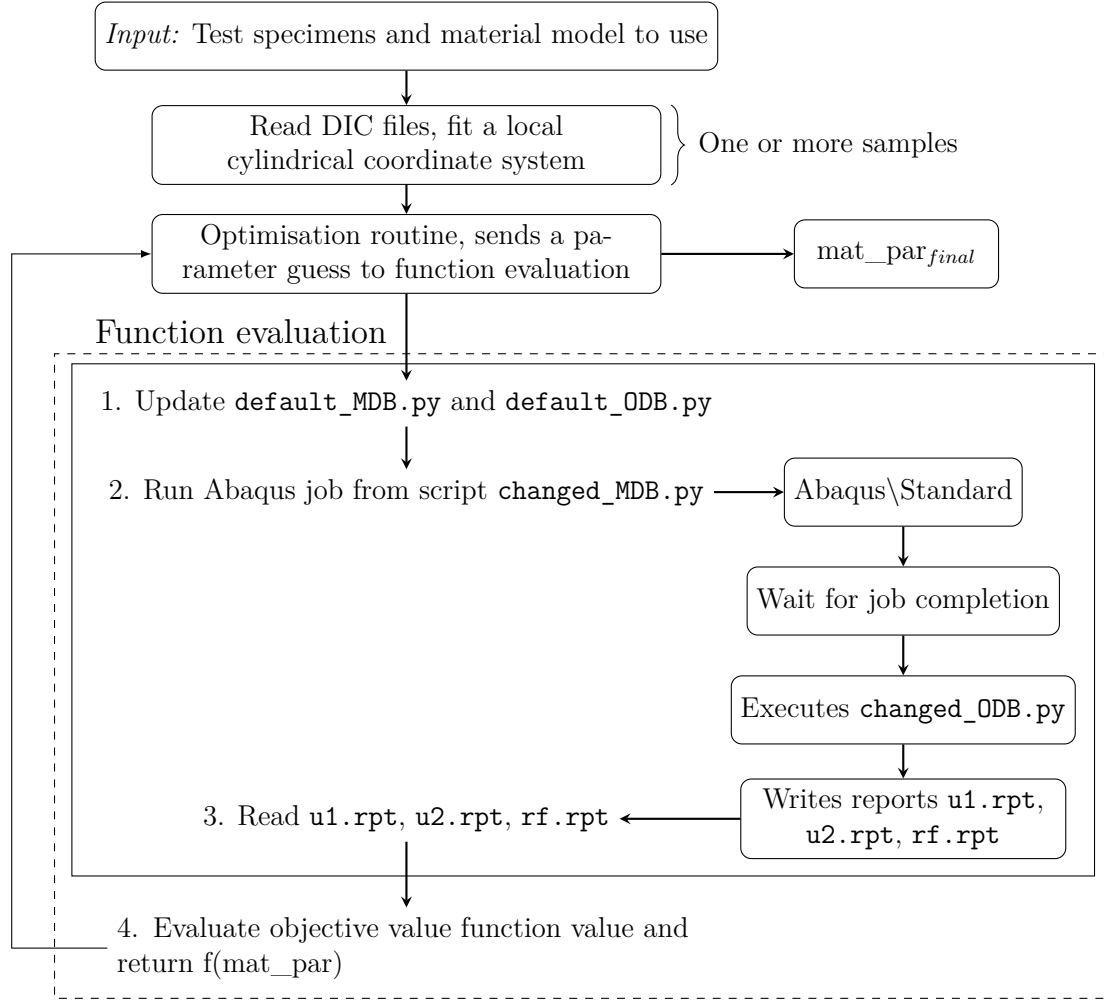 Input: Test specimens and material model to use
Read DIC files, fit a local
cylindrical coordinate system
One or more samples
Optimisation routine, sends a pa-
rameter guess to function evaluation
mat_par_final
Function evaluation
1. Update default_MDB.py and default_ODB.py
2. Run Abaqus job from script changed_MDB.py
Abaqus\Standard
Wait for job completion
Executes changed_ODB.py
Writes reports u1.rpt,
u2.rpt, rf.rpt
3. Read u1.rpt, u2.rpt, rf.rpt
4. Evaluate objective value function value and
return f(mat_par)